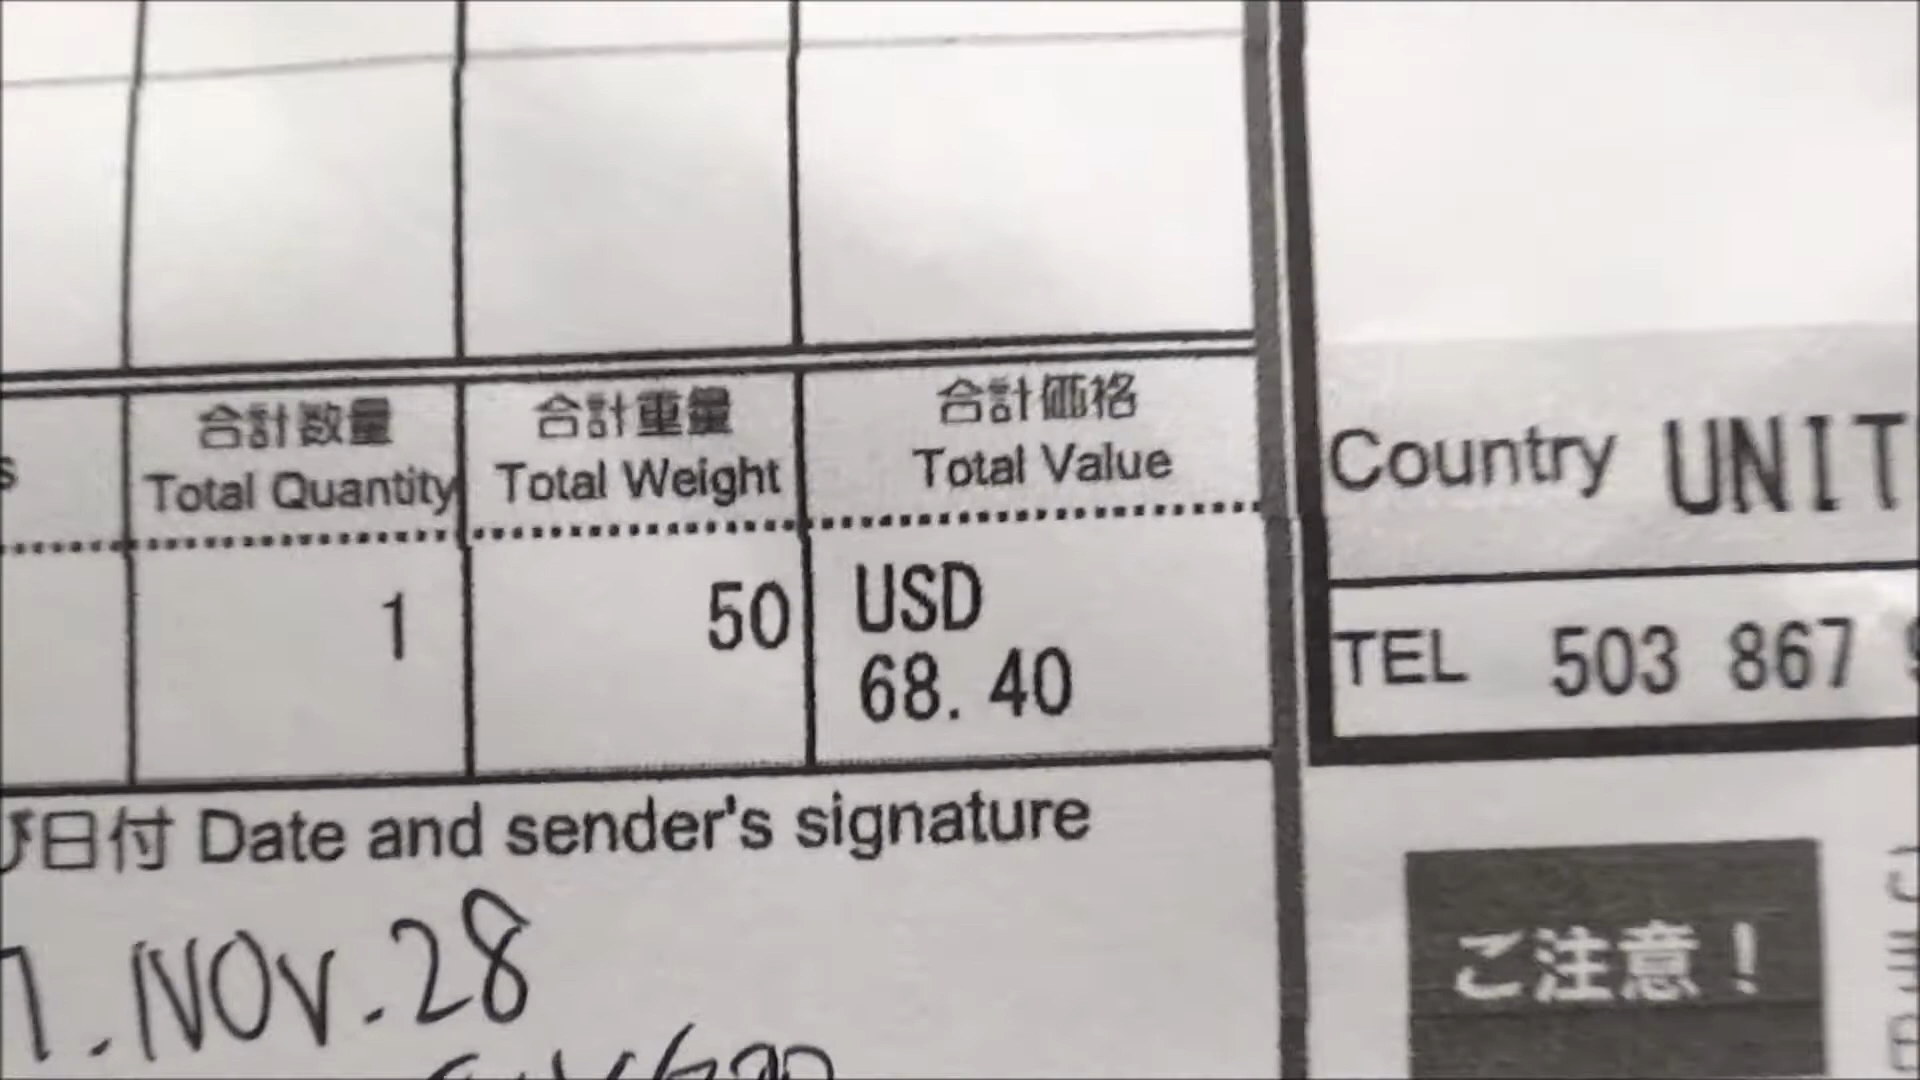 合計数量
Total Quantity
合計重量
Total Weight
合計価格
Total Value
1
50
USD
68.40
び日付 Date and sender's signature
. NOV. 28
Country UNIT
TEL 503 867
ご注意！